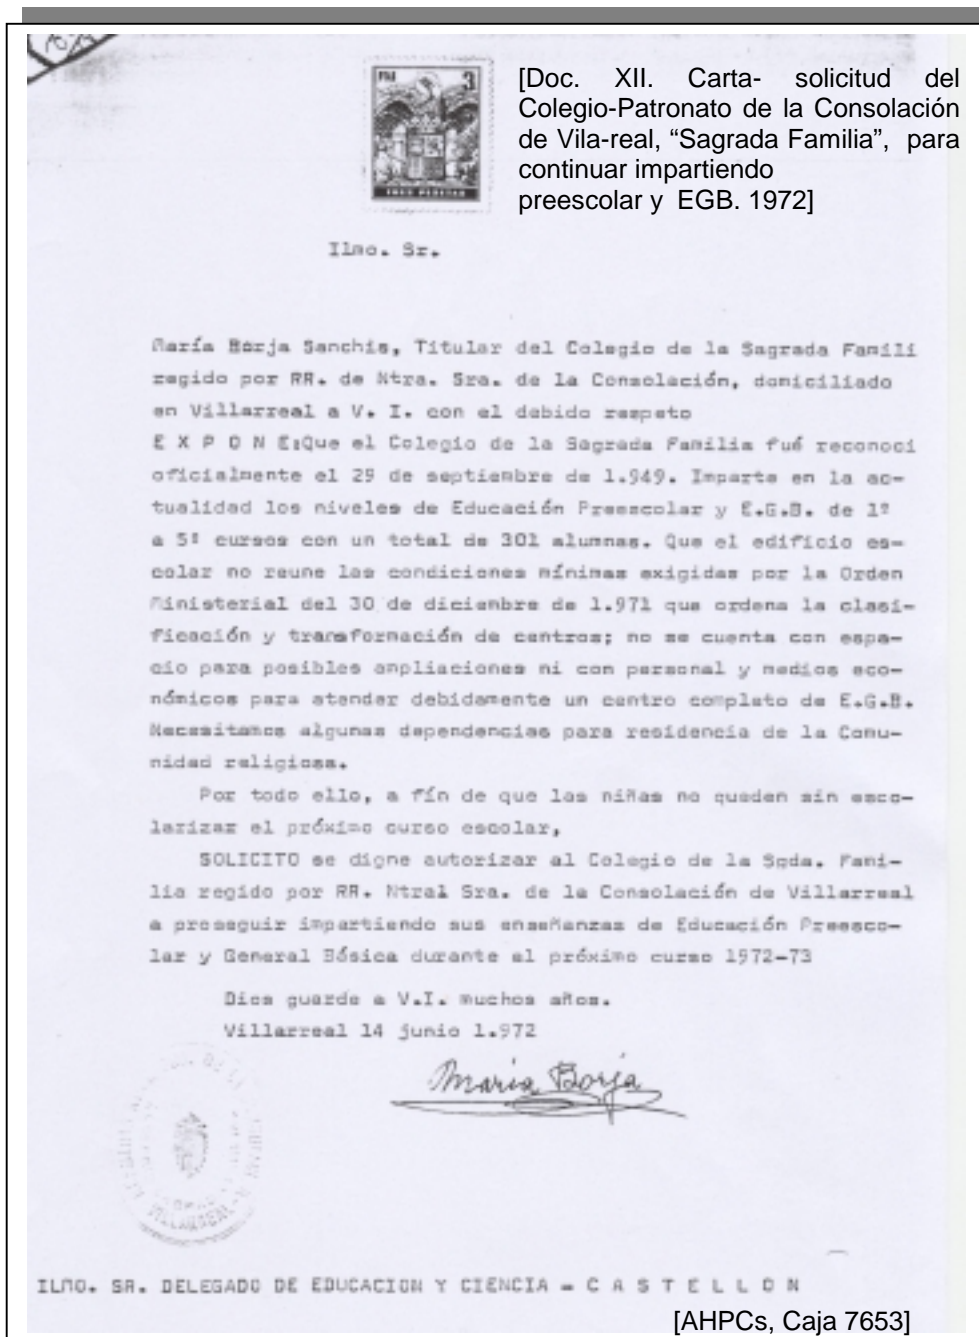 [Doc. XII. Carta- solicitud del
Colegio-Patronato de la Consolación
de Vila-real, “Sagrada Familia”, para
continuar impartiendo
preescolar y EGB. 1972]
3
Ilmo. Sr.
María Borja Sanchis, Titular del Colegio de la Sagrada Famili
regido por RR. de Ntra. Sra. de la Consolación, domiciliado
en Villarreal a V. I. con el debido respeto
E X P O N E:Que el Colegio de la Sagrada Familia fué reconoci
oficialmente el 29 de septiembre de 1.949. Imparte en la ac-
tualidad los niveles de Educación Preescolar y E.G.B. de 1º
a 5º cursos con un total de 301 alumnas. Que el edificio es-
colar no reune las condiciones mínimas exigidas por la Orden
Ministerial del 30 de diciembre de 1.971 que ordena la clasi-
ficación y transformación de centros; no se cuenta con espa-
cio para posibles ampliaciones ni con personal y medios eco-
nómicos para atender debidamente un centro completo de E.G.B.
Necesitamos algunas dependencias para residencia de la Comu-
nidad religiosa.
Por todo ello, a fín de que las niñas no queden sin esco-
larizar el próximo curso escolar,
SOLICITO se digne autorizar al Colegio de la Sgda. Fami-
lia regido por RR. Ntral Sra. de la Consolación de Villarreal
a proseguir impartiendo sus enseñanzas de Educación Preesco-
lar y General Básica durante el próximo curso 1972-73
Dios guarde a V.I. muchos años.
Villarreal 14 junio 1.972
María Borja
VILLARREAL
ILMO. SR. DELEGADO DE EDUCACION Y CIENCIA = C A S T E L L O N
[AHPCs, Caja 7653]